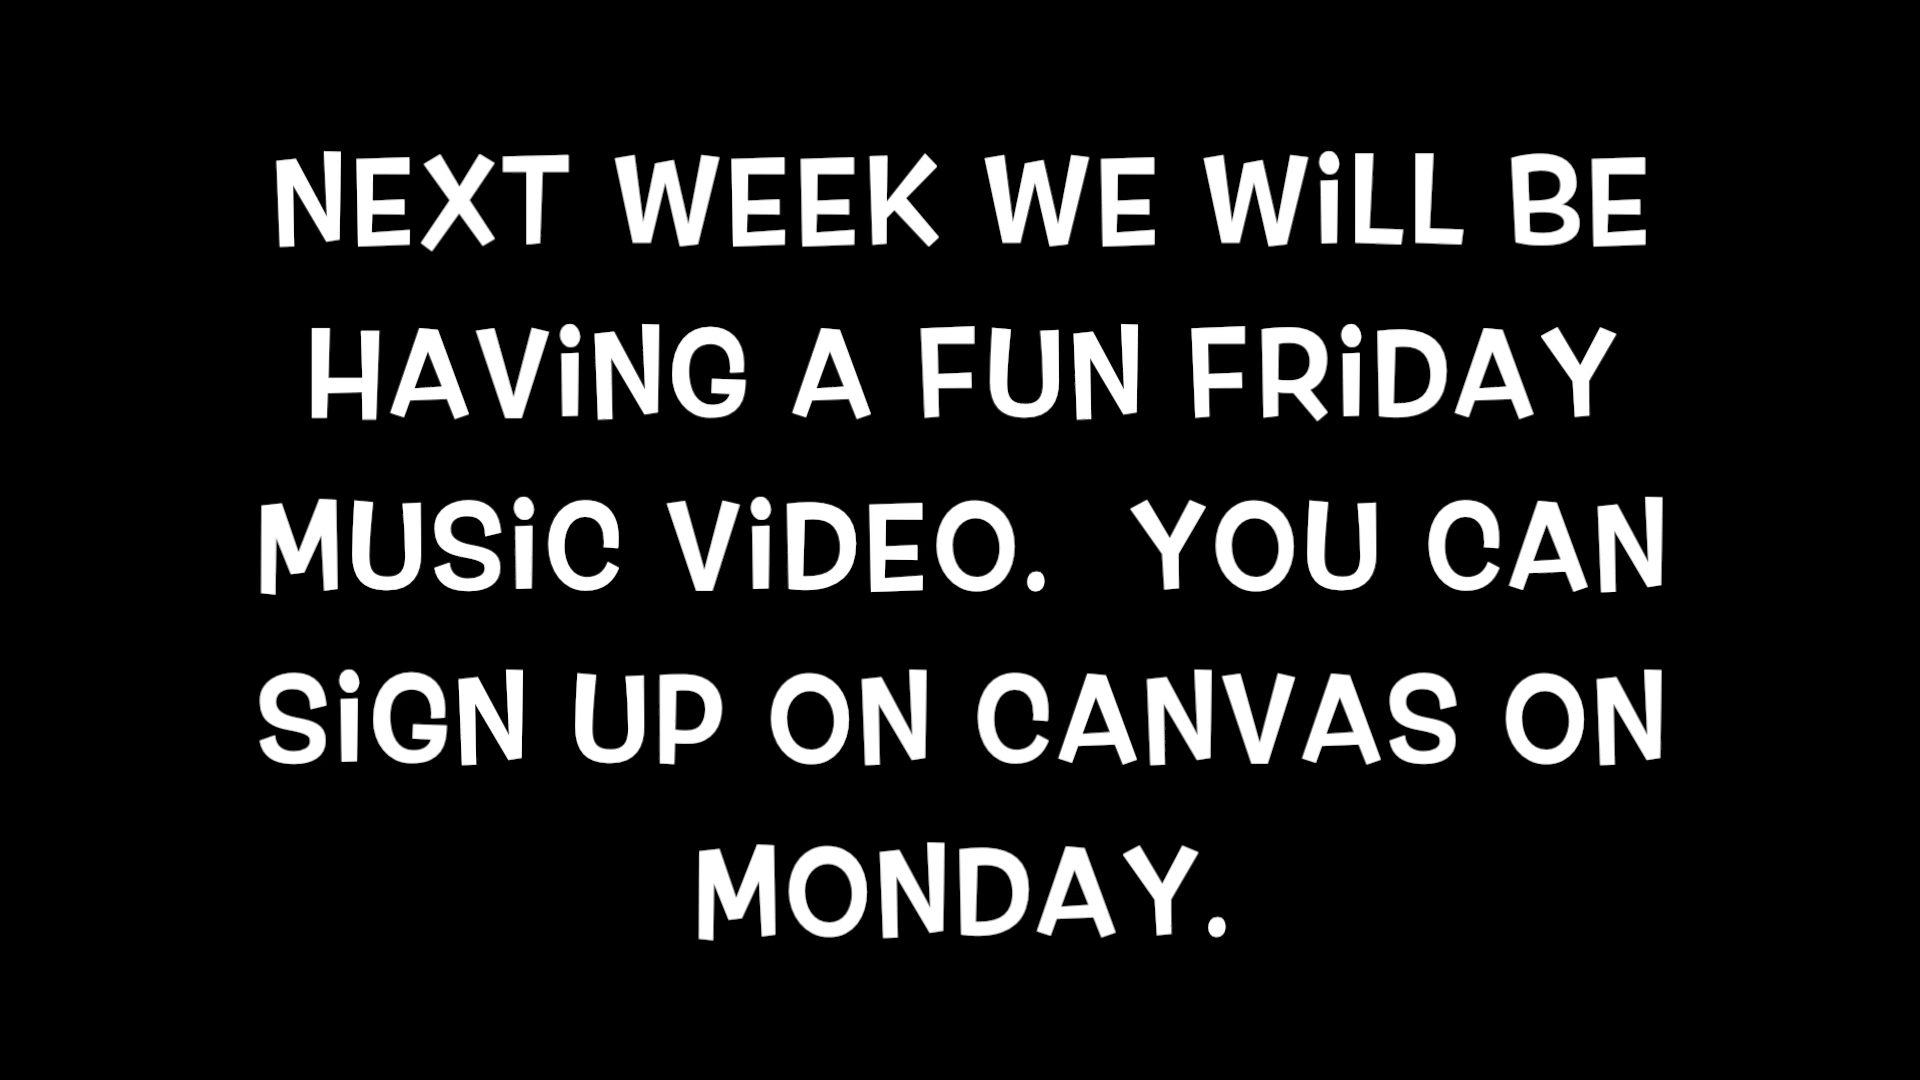 NEXT WEEK WE WiLL BE
HAViNG A FUN FRiDAY
MUSiC ViDEO.  YOU CAN
SiGN UP ON CANVAS ON
MONDAY.